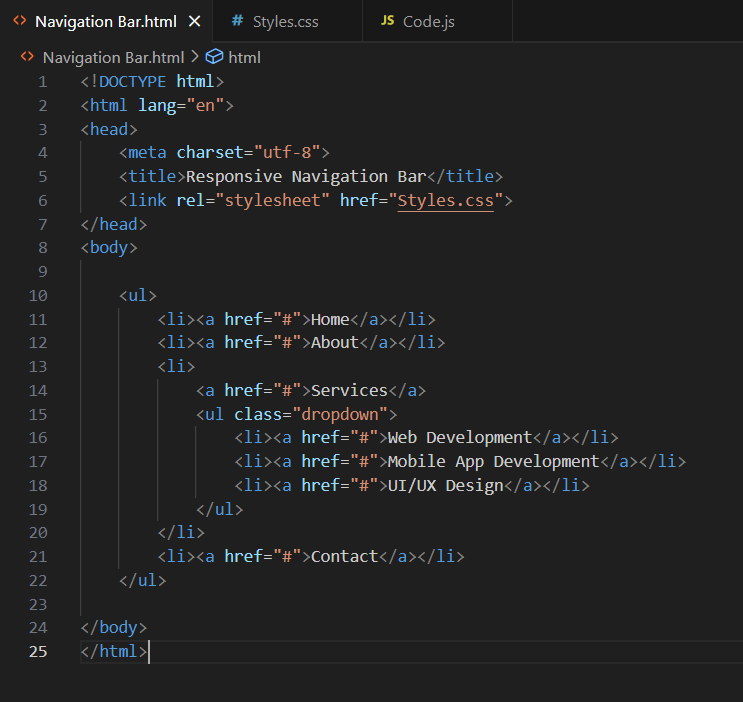 Navigation Bar.html
Styles.css
JS Code.js
Navigation Bar.html > html
1 <!DOCTYPE html>
2 <html lang="en">
3 <head>
4     <meta charset="utf-8">
5     <title>Responsive Navigation Bar</title>
6     <link rel="stylesheet" href="Styles.css">
7 </head>
8 <body>
9
10     <ul>
11         <li><a href="#">Home</a></li>
12         <li><a href="#">About</a></li>
13         <li>
14             <a href="#">Services</a>
15             <ul class="dropdown">
16                 <li><a href="#">Web Development</a></li>
17                 <li><a href="#">Mobile App Development</a></li>
18                 <li><a href="#">UI/UX Design</a></li>
19             </ul>
20         </li>
21         <li><a href="#">Contact</a></li>
22     </ul>
23
24 </body>
25 </html>